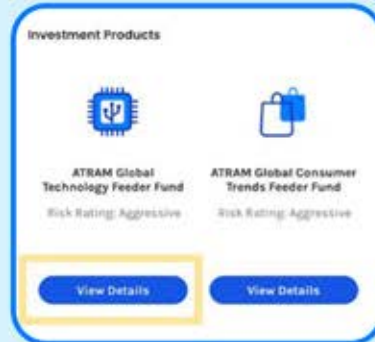 Investment Products
ATRAM Global
Technology Feeder Fund
Risk Rating: Aggressive
View Details
ATRAM Global Consumer
Trends Feeder Fund
Risk Rating: Aggressive
View Details